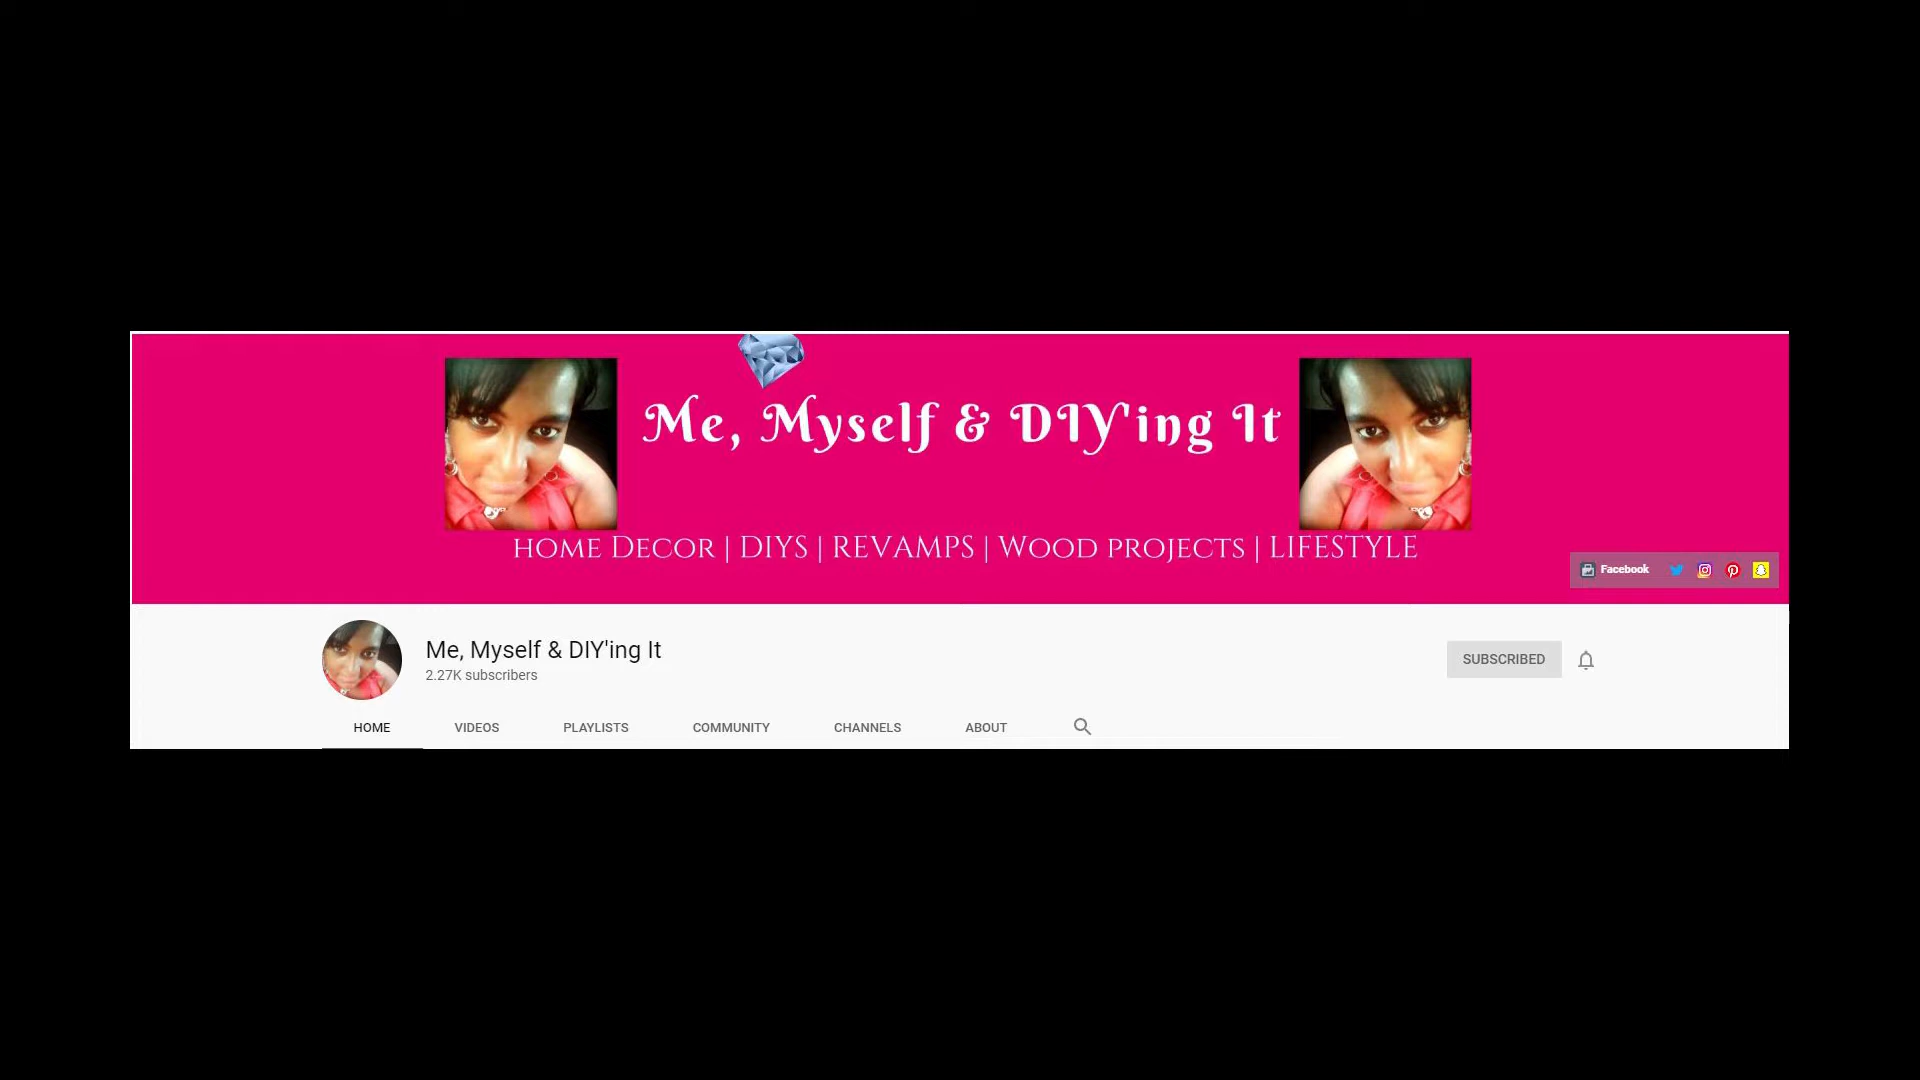 Me, Myself & DIY'ing It
HOME DECOR | DIYS | REVAMPS | WOOD PROJECTS | LIFESTYLE
Facebook
Me, Myself & DIY'ing It
2.27K subscribers
SUBSCRIBED
HOME VIDEOS PLAYLISTS COMMUNITY CHANNELS ABOUT